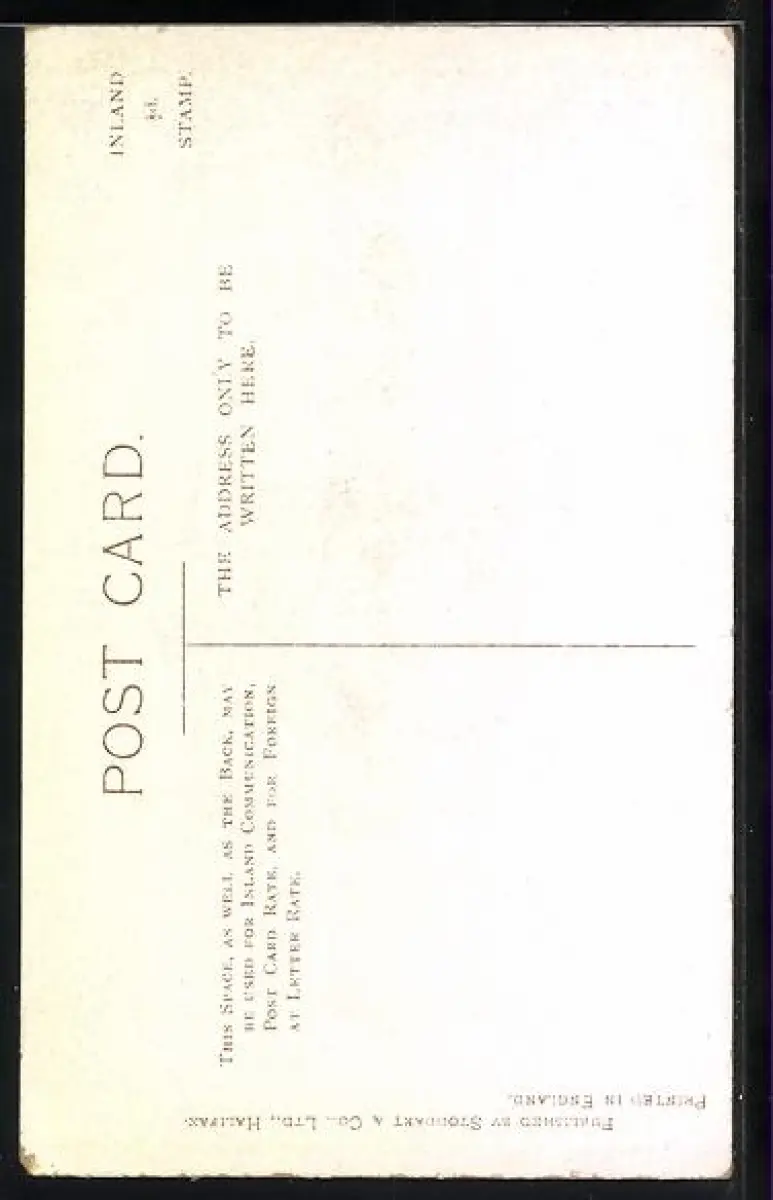 POST CARD.
INLAND
½d.
STAMP.
THE ADDRESS ONLY TO BE
WRITTEN HERE.
THIS SPACE, AS WELL AS THE BACK, MAY
BE USED FOR INLAND COMMUNICATION,
POST CARD RATE, AND FOR FOREIGN
AT LETTER RATE.
PUBLISHED BY STODDART & CO., LTD., HALIFAX.
PRINTED IN ENGLAND.